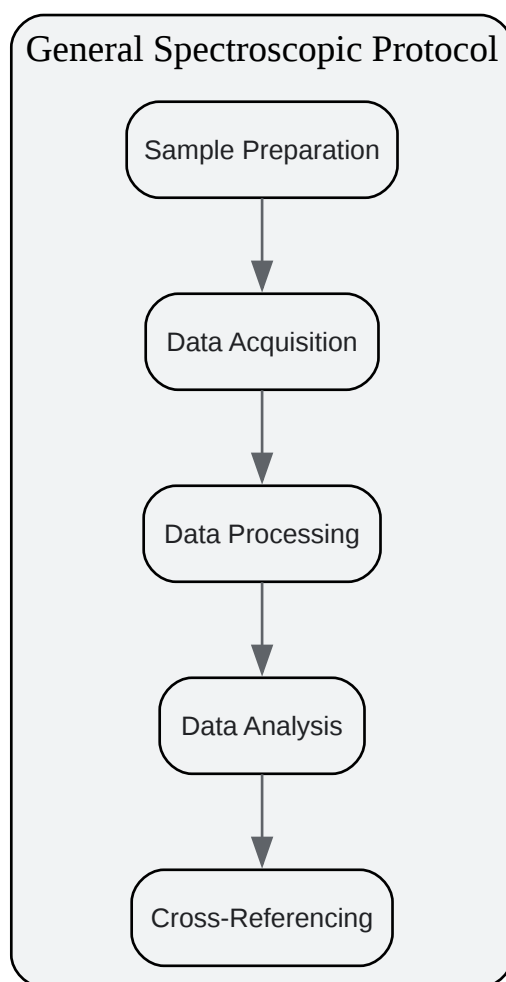 General Spectroscopic Protocol
Sample Preparation
Data Acquisition
Data Processing
Data Analysis
Cross-Referencing